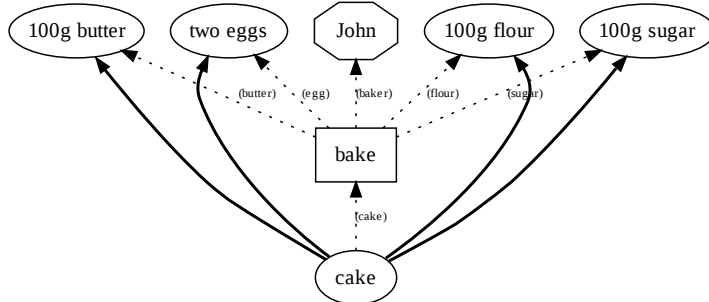 100g butter
two eggs
John
100g flour
100g sugar
(butter)
(egg)
(baker)
(flour)
(sugar)
bake
(cake)
cake